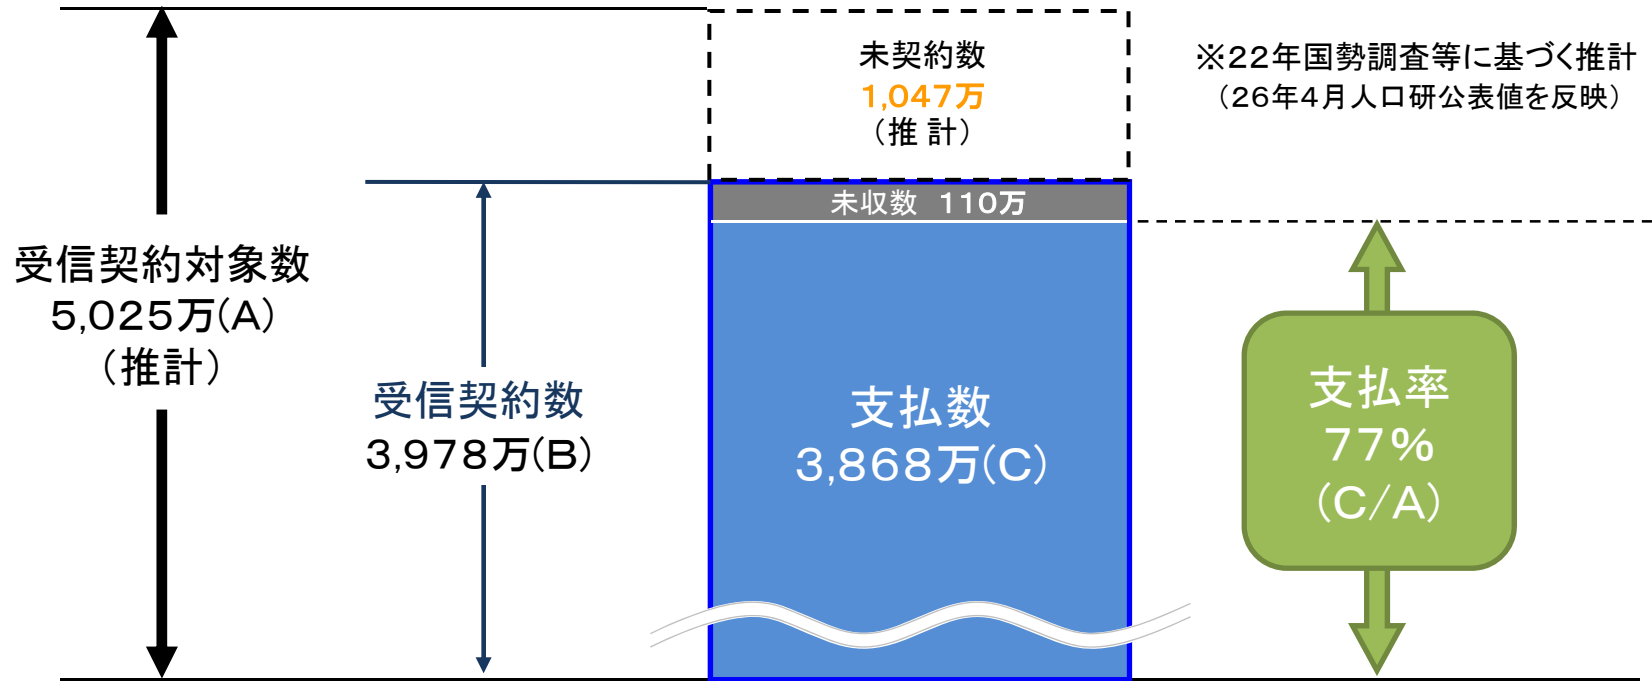 未契約数
1,047万
(推 計)
※22年国勢調査等に基づく推計
(26年4月人口研公表値を反映)
未収数 110万
受信契約対象数
5,025万(A)
(推計)
受信契約数
3,978万(B)
支払数
3,868万(C)
支払率
77%
(C/A)